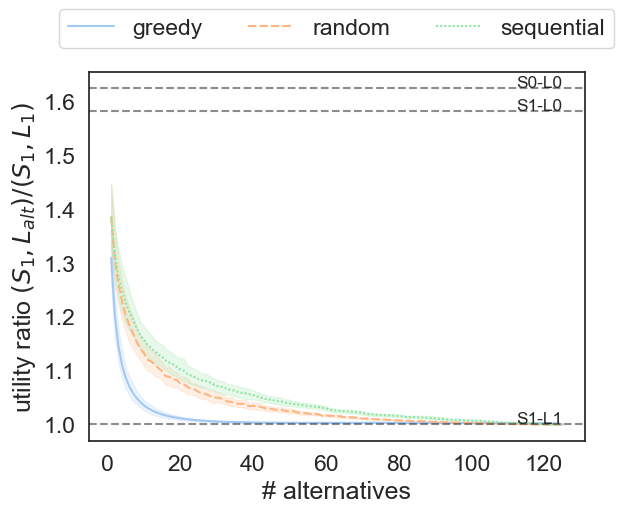 greedy random sequential
utility ratio (S₁, Lₐₗₜ)/(S₁, L₁)
1.6
1.5
1.4
1.3
1.2
1.1
1.0
S0-L0
S1-L0
S1-L1
0 20 40 60 80 100 120
# alternatives